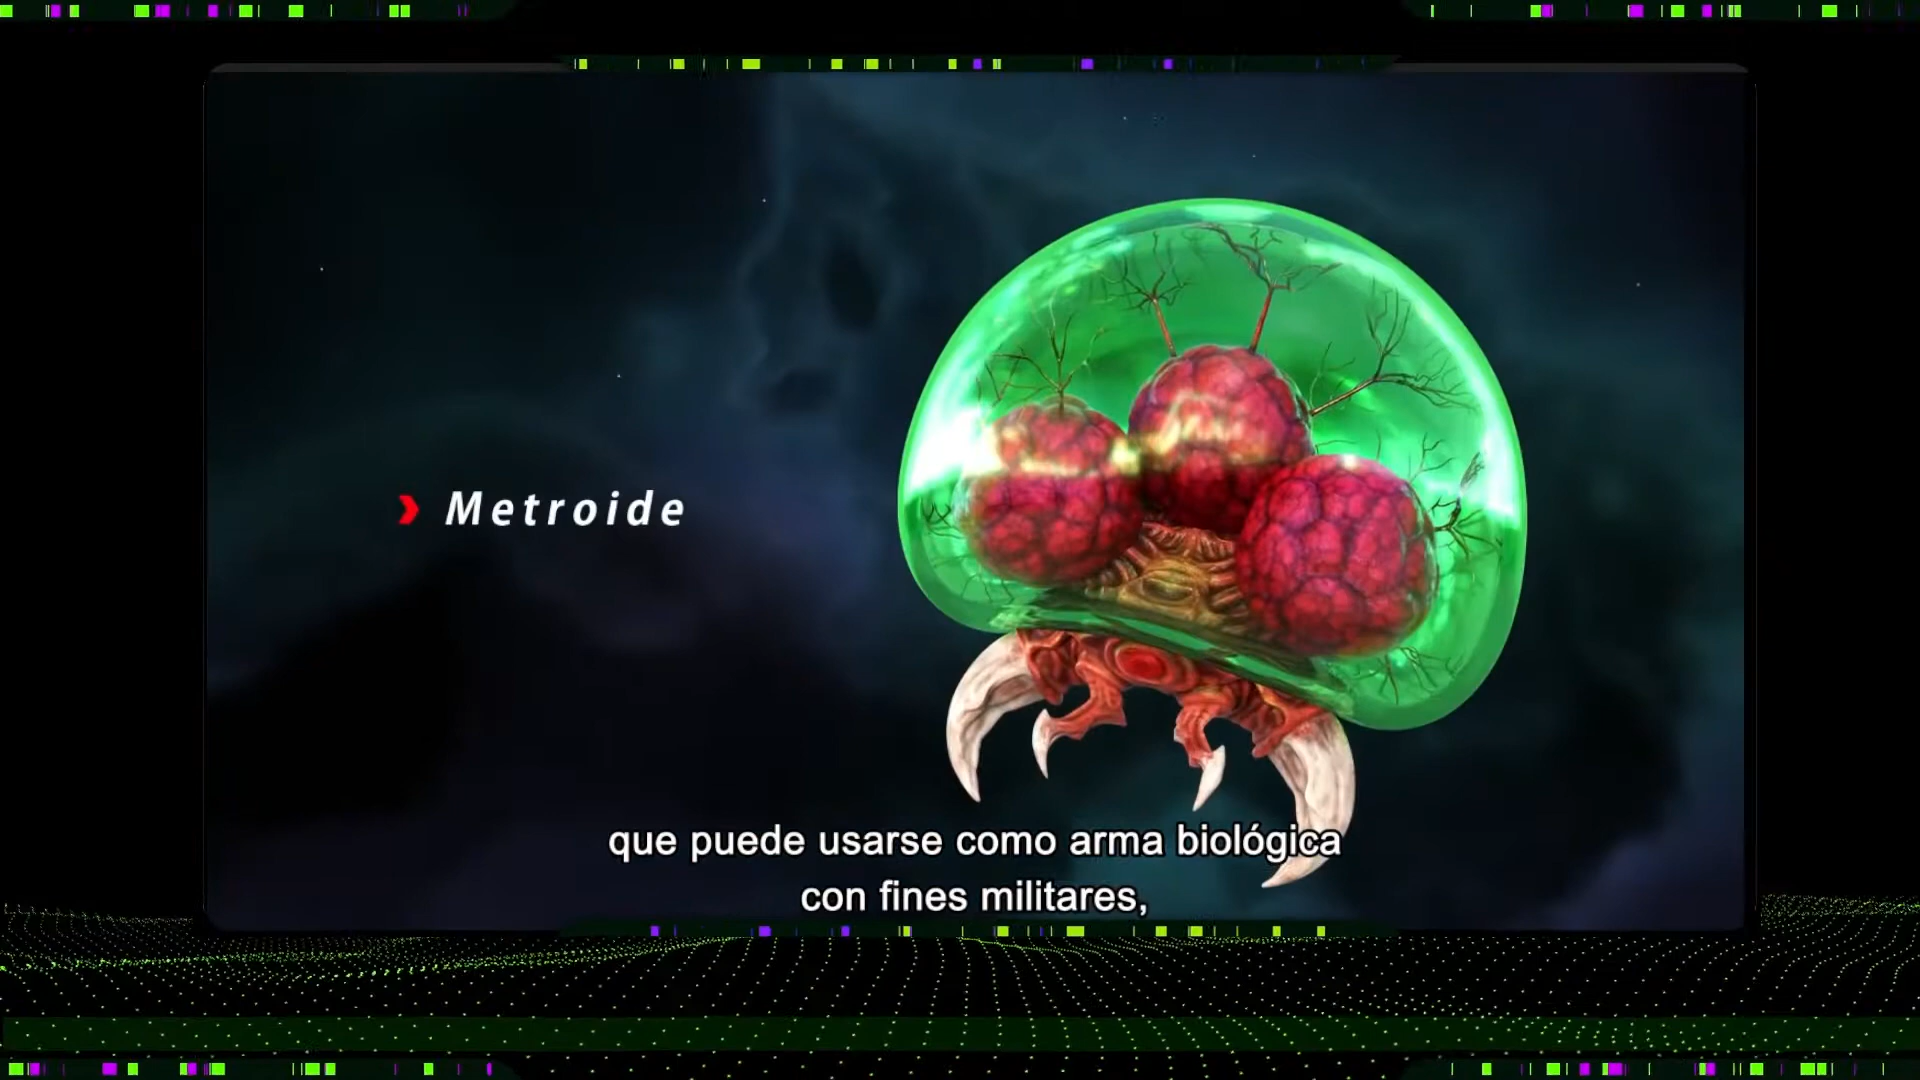 Metroide
que puede usarse como arma biológica
con fines militares,